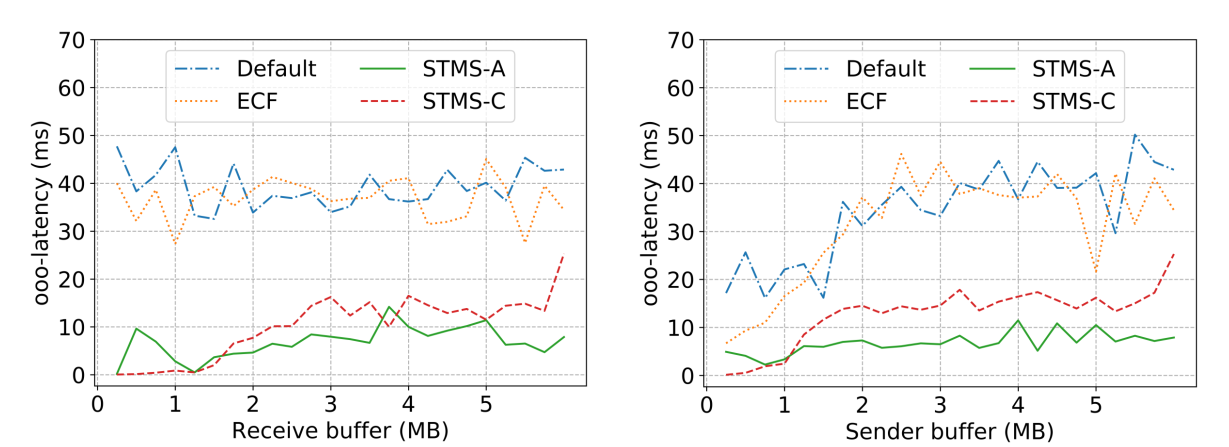 70
60
50
40
30
20
10
0
ooo-latency (ms)
Default
ECF
STMS-A
STMS-C
0 1 2 3 4 5
Receive buffer (MB)
70
60
50
40
30
20
10
0
ooo-latency (ms)
Default
ECF
STMS-A
STMS-C
0 1 2 3 4 5
Sender buffer (MB)